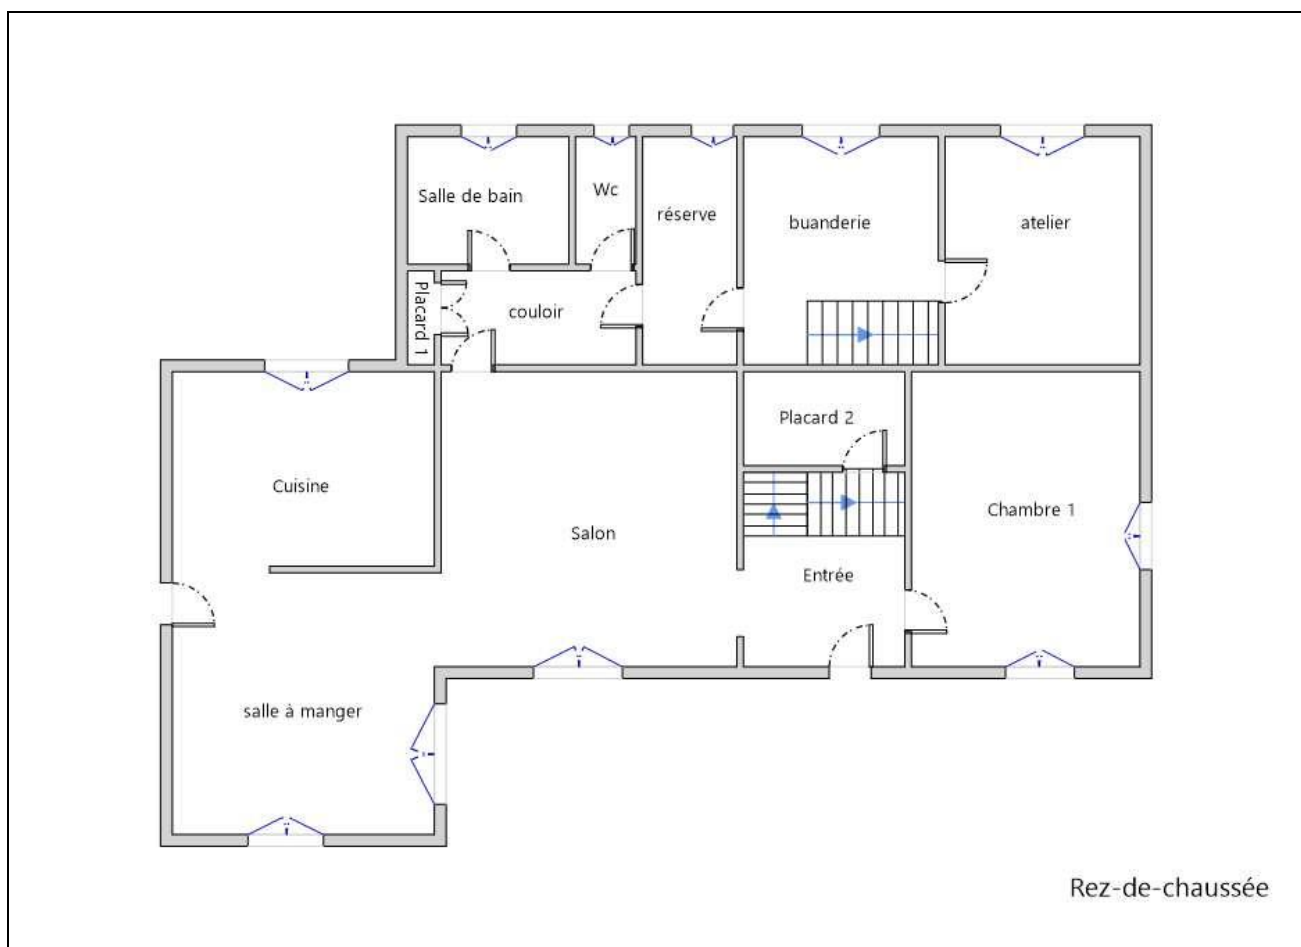 Salle de bain
Wc
réserve
buanderie
atelier
Placard 1
couloir
Placard 2
Cuisine
Salon
Chambre 1
Entrée
salle à manger
Rez-de-chaussée